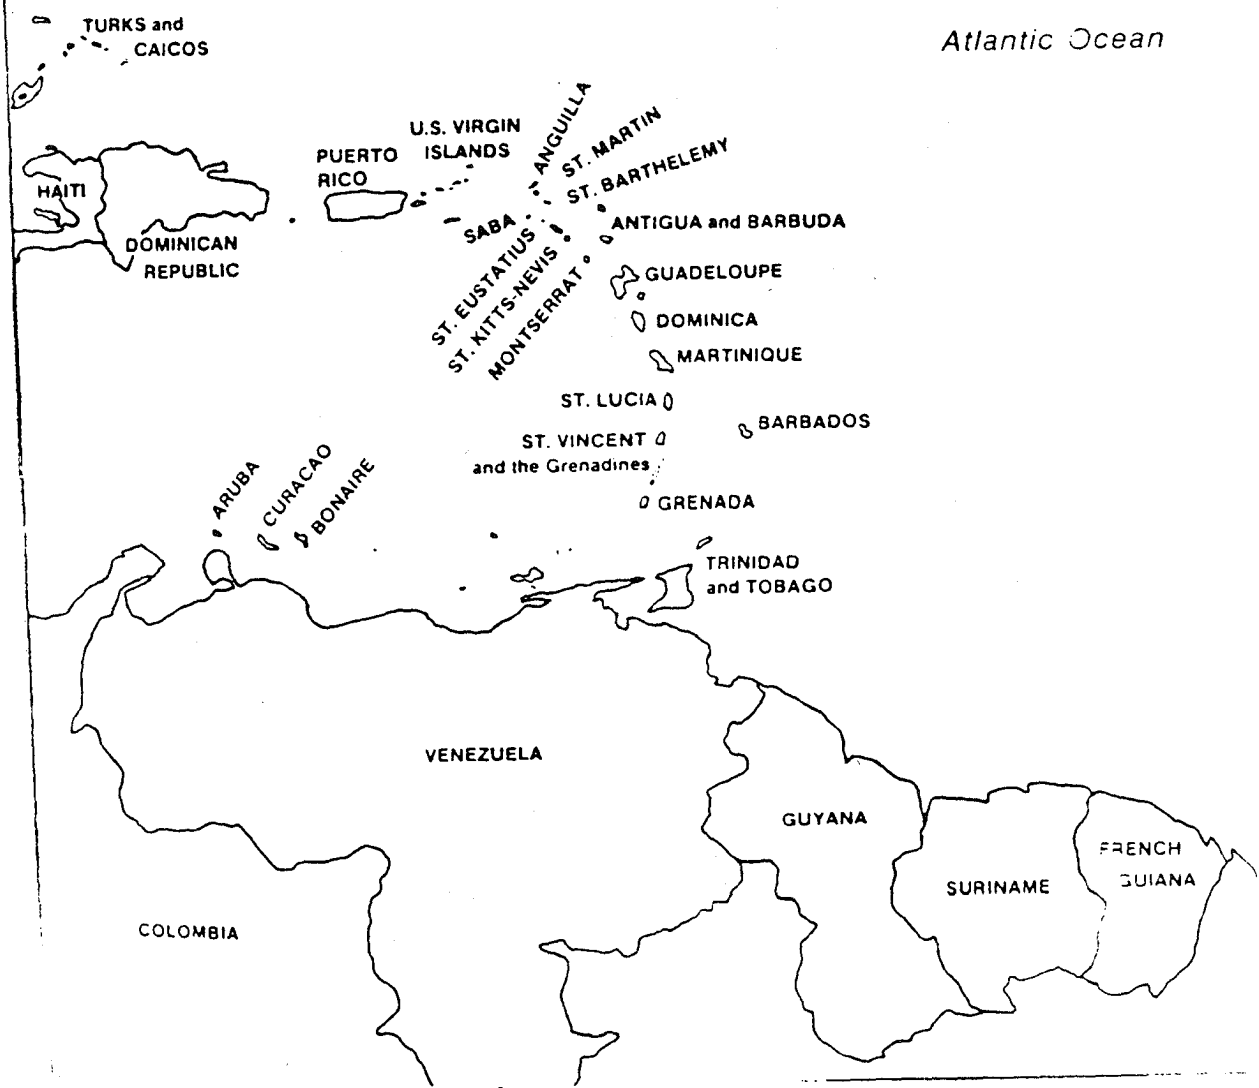 TURKS and
CAICOS
Atlantic Ocean
ANGUILLA
ST. MARTIN
ST. BARTHELEMY
U.S. VIRGIN
ISLANDS
PUERTO
RICO
HAITI
DOMINICAN
REPUBLIC
SABA
ST. EUSTATIUS
ST. KITTS-NEVIS
MONTSERRAT
ANTIGUA and BARBUDA
GUADELOUPE
DOMINICA
MARTINIQUE
ST. LUCIA
BARBADOS
ST. VINCENT
and the Grenadines
GRENADA
ARUBA
CURACAO
BONAIRE
TRINIDAD
and TOBAGO
VENEZUELA
GUYANA
SURINAME
FRENCH
GUIANA
COLOMBIA